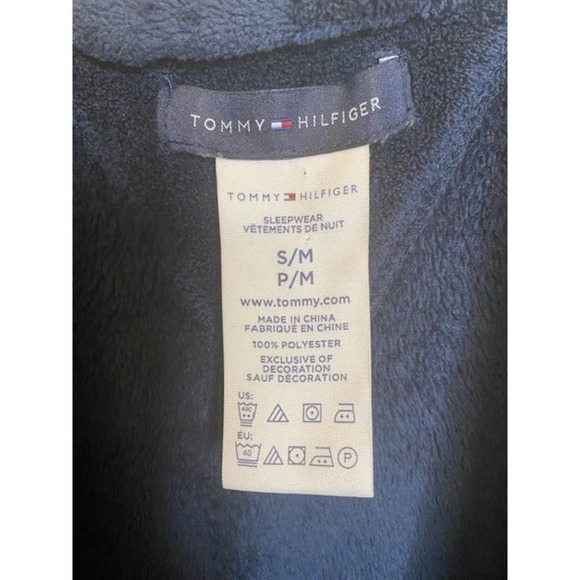 TOMMY HILFIGER
TOMMY HILFIGER
SLEEPWEAR
VÊTEMENTS DE NUIT
S/M
P/M
www.tommy.com
MADE IN CHINA
FABRIQUÉ EN CHINE
100% POLYESTER
EXCLUSIVE OF
DECORATION
SAUF DÉCORATION
US:
EU:
40
P